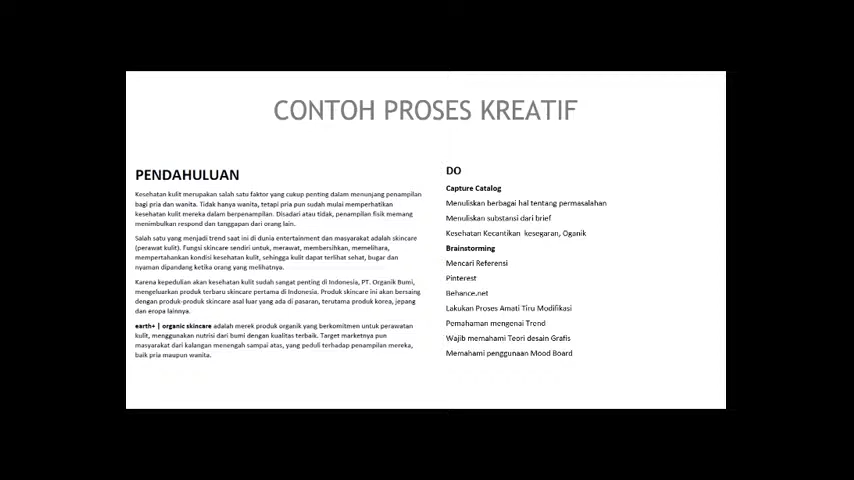 CONTOH PROSES KREATIF
PENDAHULUAN
Kesehatan kulit merupakan salah satu faktor yang cukup penting dalam menunjang penampilan
bagi pria dan wanita. Tidak hanya wanita, tetapi pria pun sudah mulai memperhatikan
kesehatan kulit mereka dalam berpenampilan. Disadari atau tidak, penampilan fisik memang
menimbulkan respond dan tanggapan dari orang lain.
Salah satu yang menjadi trend saat ini di dunia entertainment dan masyarakat adalah skincare
(perawat kulit). Fungsi skincare sendiri untuk, merawat, membersihkan, memelihara,
mempertahankan kondisi kesehatan kulit, sehingga kulit dapat terlihat sehat, bugar dan
nyaman dipandang ketika orang yang melihatnya.
Karena kepedulian akan kesehatan kulit sudah sangat penting di Indonesia, PT. Organik Bumi,
mengeluarkan produk terbaru skincare pertama di Indonesia. Produk skincare ini akan bersaing
dengan produk-produk skincare asal luar yang ada di pasaran, terutama produk korea, jepang
dan eropa lainnya.
earth+ | organic skincare adalah merek produk organik yang berkomitmen untuk perawatan
kulit, menggunakan nutrisi dari bumi dengan kualitas terbaik. Target marketnya pun
masyarakat dari kalangan menengah sampai atas, yang peduli terhadap penampilan mereka,
baik pria maupun wanita.
DO
Capture Catalog
Menuliskan berbagai hal tentang permasalahan
Menuliskan substansi dari brief
Kesehatan Kecantikan kesegaran, Oganik
Brainstorming
Mencari Referensi
Pinterest
Behance.net
Lakukan Proses Amati Tiru Modifikasi
Pemahaman mengenai Trend
Wajib memahami Teori desain Grafis
Memahami penggunaan Mood Board